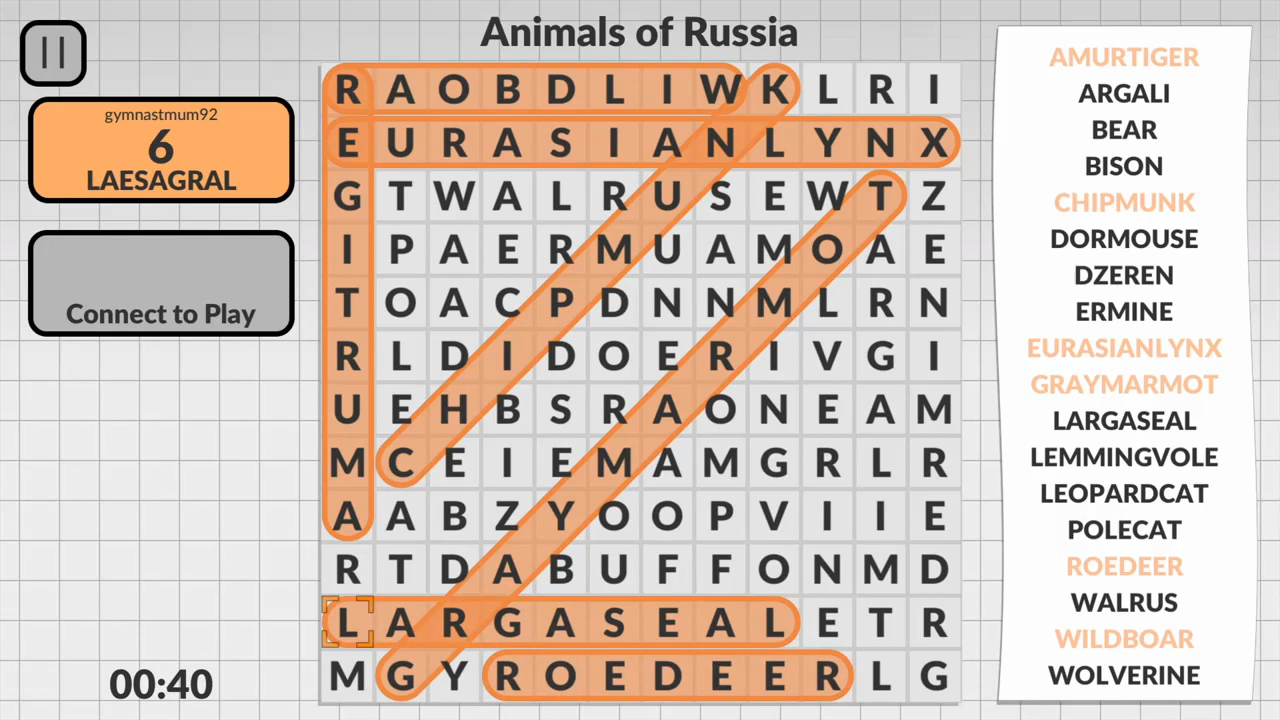 Animals of Russia
gymnastmum92
6
LAESAGRAL
Connect to Play
00:40
R A O B D L I W K L R I
E U R A S I A N L Y N X
G T W A L R U S E W T Z
I P A E R M U A M O A E
T O A C P D N N M L R N
R L D I D O E R I V G I
U E H B S R A O N E A M
M C E I E M A M G R L R
A A B Z Y O O P V I I E
R T D A B U F F O N M D
L A R G A S E A L E T R
M G Y R O E D E E R L G
AMURTIGER
ARGALI
BEAR
BISON
CHIPMUNK
DORMOUSE
DZEREN
ERMINE
EURASIANLYNX
GRAYMARMOT
LARGASEAL
LEMMINGVOLE
LEOPARDCAT
POLECAT
ROEDEER
WALRUS
WILDBOAR
WOLVERINE